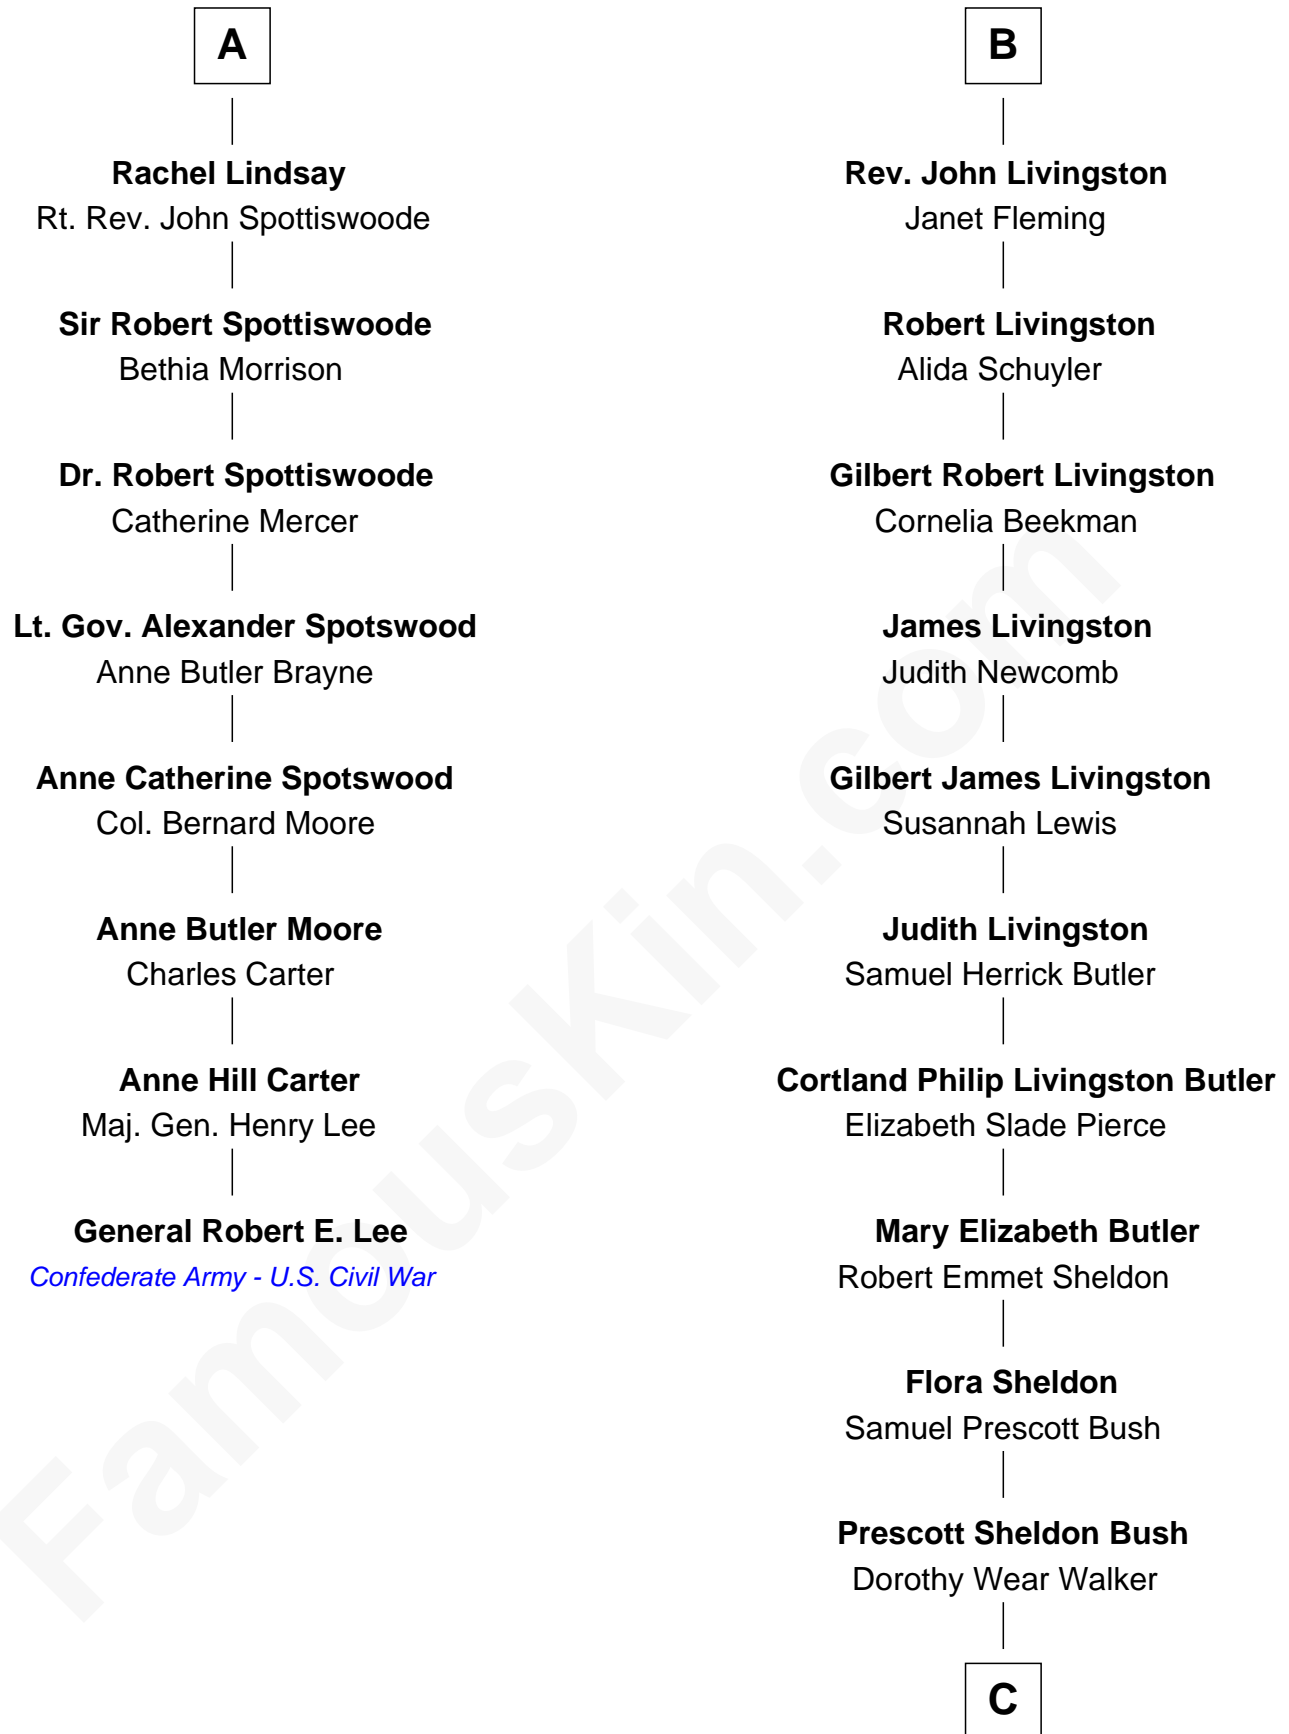 A
Rachel Lindsay
Rt. Rev. John Spottiswoode
Sir Robert Spottiswoode
Bethia Morrison
Dr. Robert Spottiswoode
Catherine Mercer
Lt. Gov. Alexander Spotswood
Anne Butler Brayne
Anne Catherine Spotswood
Col. Bernard Moore
Anne Butler Moore
Charles Carter
Anne Hill Carter
Maj. Gen. Henry Lee
General Robert E. Lee
Confederate Army - U.S. Civil War
B
Rev. John Livingston
Janet Fleming
Robert Livingston
Alida Schuyler
Gilbert Robert Livingston
Cornelia Beekman
James Livingston
Judith Newcomb
Gilbert James Livingston
Susannah Lewis
Judith Livingston
Samuel Herrick Butler
Cortland Philip Livingston Butler
Elizabeth Slade Pierce
Mary Elizabeth Butler
Robert Emmet Sheldon
Flora Sheldon
Samuel Prescott Bush
Prescott Sheldon Bush
Dorothy Wear Walker
C
FamousKin.com